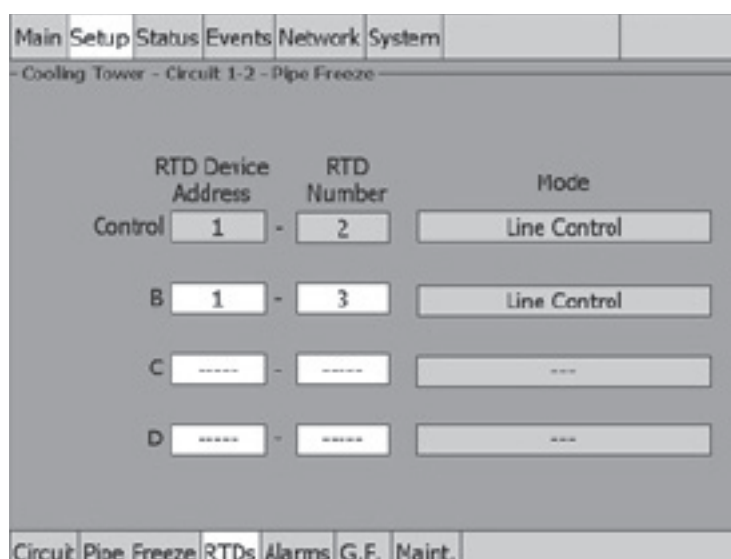 Main Setup Status Events Network System
Cooling Tower - Circuit 1-2 - Pipe Freeze
RTD Device Address RTD Number Mode
Control 1 - 2 Line Control
B 1 - 3 Line Control
C ----- - ----- ---
D ----- - ----- ---
Circuit Pipe Freeze RTDs Alarms G.F. Maint.